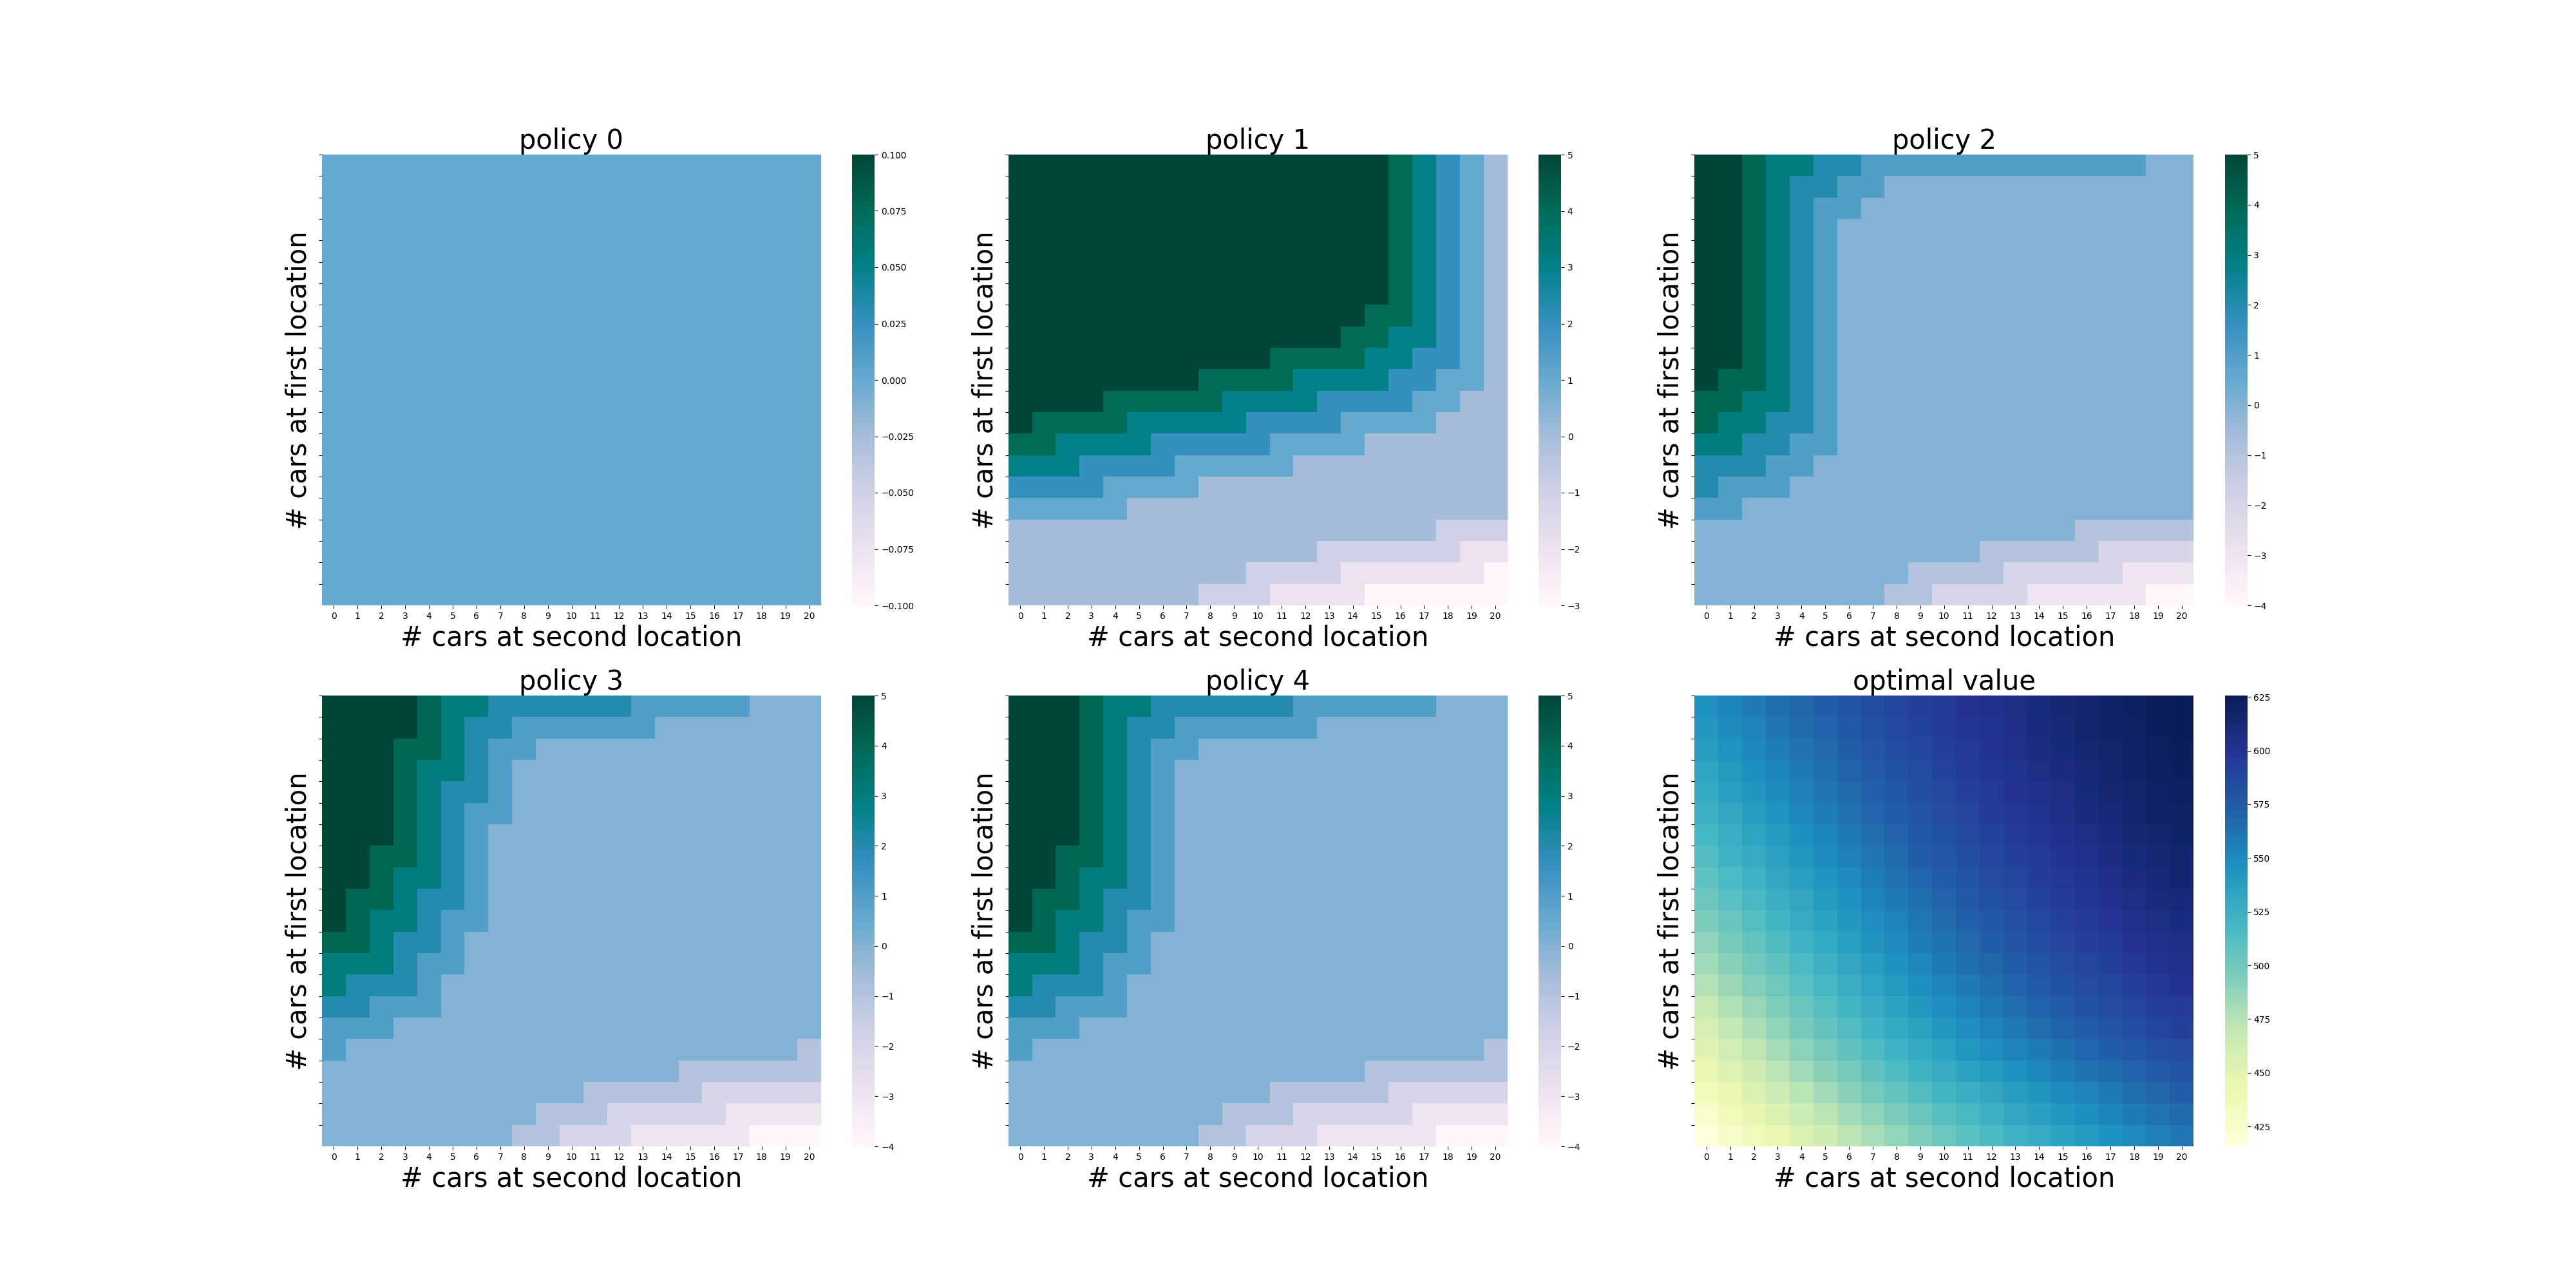 policy 0
# cars at first location
0.100
0.075
0.050
0.025
0.000
−0.025
−0.050
−0.075
−0.100
0 1 2 3 4 5 6 7 8 9 10 11 12 13 14 15 16 17 18 19 20
# cars at second location
policy 1
# cars at first location
5
4
3
2
1
0
−1
−2
−3
0 1 2 3 4 5 6 7 8 9 10 11 12 13 14 15 16 17 18 19 20
# cars at second location
policy 2
# cars at first location
5
4
3
2
1
0
−1
−2
−3
−4
0 1 2 3 4 5 6 7 8 9 10 11 12 13 14 15 16 17 18 19 20
# cars at second location
policy 3
# cars at first location
5
4
3
2
1
0
−1
−2
−3
−4
0 1 2 3 4 5 6 7 8 9 10 11 12 13 14 15 16 17 18 19 20
# cars at second location
policy 4
# cars at first location
5
4
3
2
1
0
−1
−2
−3
−4
0 1 2 3 4 5 6 7 8 9 10 11 12 13 14 15 16 17 18 19 20
# cars at second location
optimal value
# cars at first location
625
600
575
550
525
500
475
450
425
0 1 2 3 4 5 6 7 8 9 10 11 12 13 14 15 16 17 18 19 20
# cars at second location